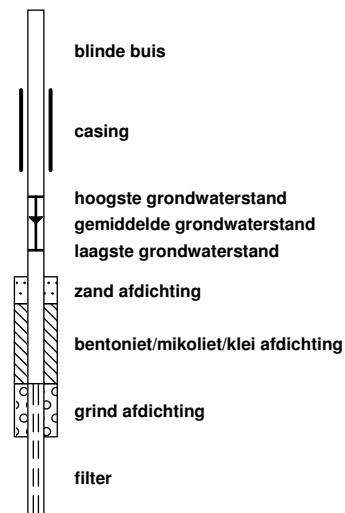 blinde buis
casing
hoogste grondwaterstand
gemiddelde grondwaterstand
laagste grondwaterstand
zand afdichting
bentoniet/mikoliet/klei afdichting
grind afdichting
filter